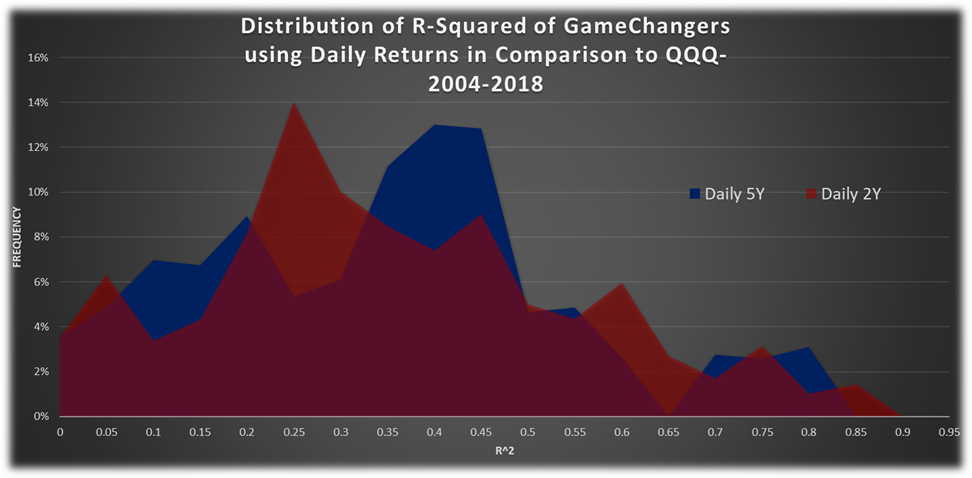 Distribution of R-Squared of GameChangers
using Daily Returns in Comparison to QQQ-
2004-2018
16%
14%
12%
10%
8%
6%
4%
2%
0%
FREQUENCY
Daily 5Y
Daily 2Y
0 0.05 0.1 0.15 0.2 0.25 0.3 0.35 0.4 0.45 0.5 0.55 0.6 0.65 0.7 0.75 0.8 0.85 0.9 0.95
R^2